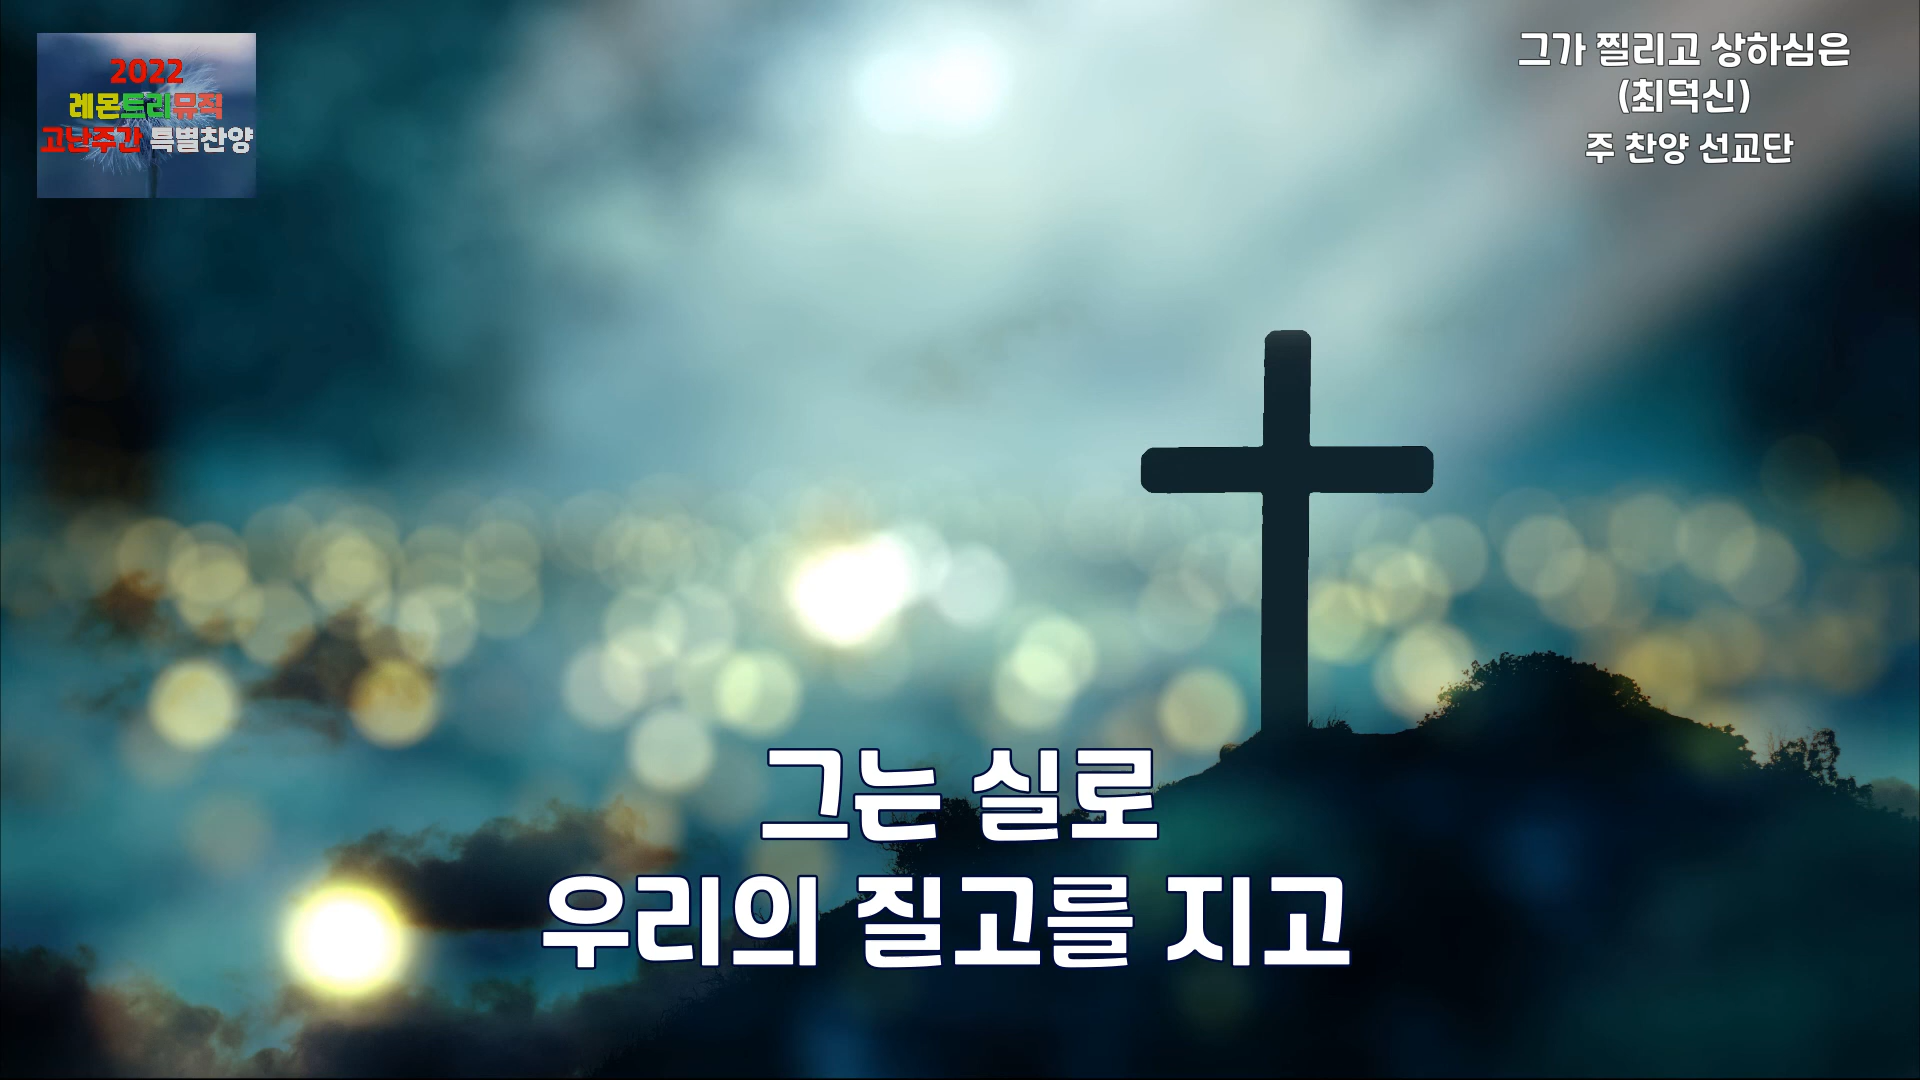 2022
레몬트리뮤직
고난주간 특별찬양
그가 찔리고 상하심은
(최덕신)
주 찬양 선교단
그는 실로
우리의 질고를 지고